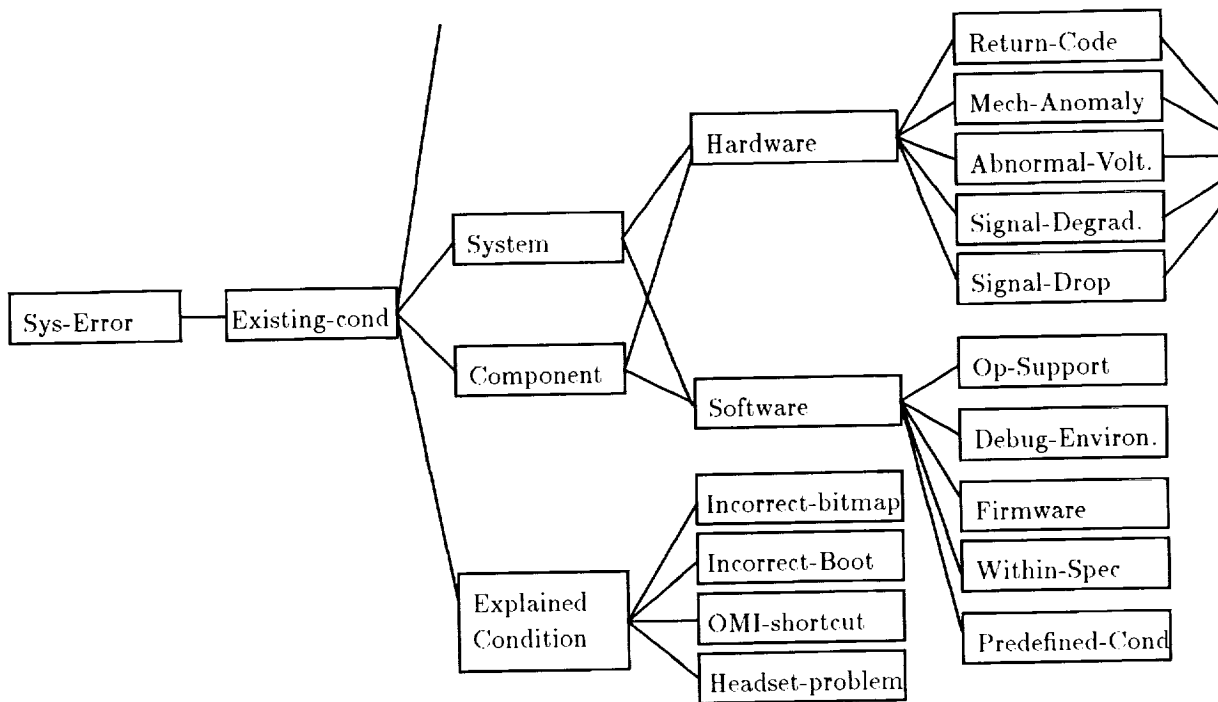 Sys-Error
Existing-cond
System
Component
Explained
Condition
Hardware
Software
Incorrect-bitmap
Incorrect-Boot
OMI-shortcut
Headset-problem
Return-Code
Mech-Anomaly
Abnormal-Volt.
Signal-Degrad.
Signal-Drop
Op-Support
Debug-Environ.
Firmware
Within-Spec
Predefined-Cond